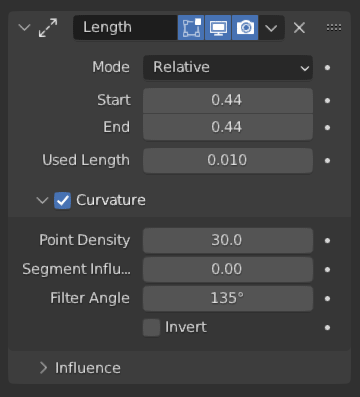 Length
Mode Relative
Start 0.44
End 0.44
Used Length 0.010
Curvature
Point Density 30.0
Segment Influ... 0.00
Filter Angle 135°
Invert
Influence